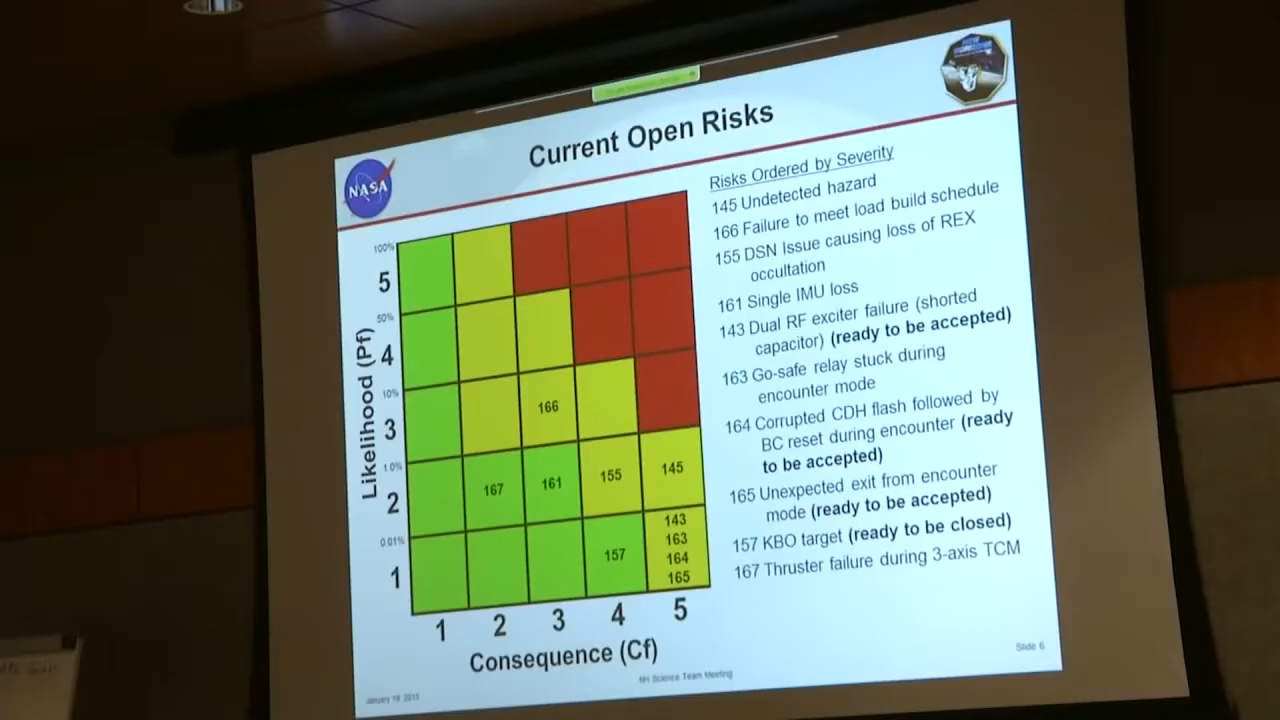 Current Open Risks
NASA
Risks Ordered by Severity
145 Undetected hazard
166 Failure to meet load build schedule
155 DSN Issue causing loss of REX
occultation
161 Single IMU loss
143 Dual RF exciter failure (shorted
capacitor) (ready to be accepted)
163 Go-safe relay stuck during
encounter mode
164 Corrupted CDH flash followed by
BC reset during encounter (ready
to be accepted)
165 Unexpected exit from encounter
mode (ready to be accepted)
157 KBO target (ready to be closed)
167 Thruster failure during 3-axis TCM
Likelihood (Pf)
100%
5
50%
4
10%
3
166
1.0%
2
167 161 155 145
0.01%
1
157
143
163
164
165
1 2 3 4 5
Consequence (Cf)
January 19, 2015
NH Science Team Meeting
Slide 6